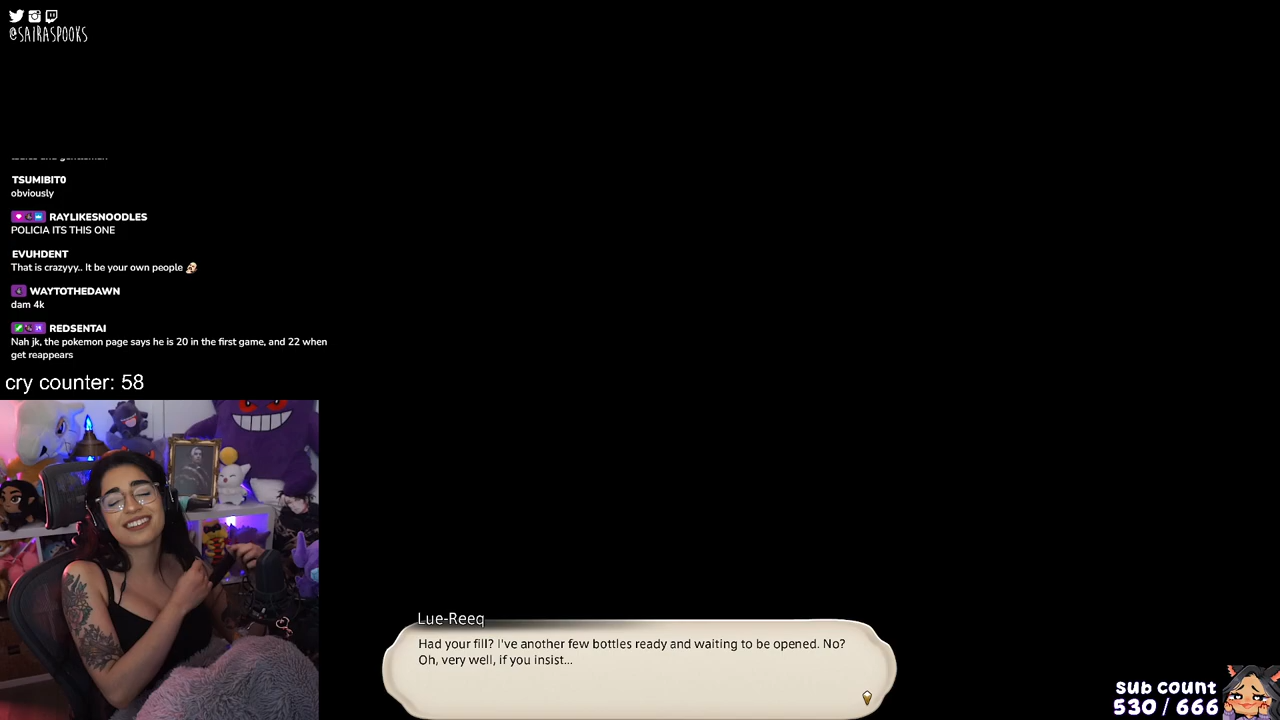 @SAIRASPOOKS
TSUMIBIT0
obviously
RAYLIKESNOODLES
POLICIA ITS THIS ONE
EVUHDENT
That is crazyyy.. It be your own people
WAYTOTHEDAWN
dam 4k
REDSENTAI
Nah jk, the pokemon page says he is 20 in the first game, and 22 when
get reappears
cry counter: 58
Lue-Reeq
Had your fill? I've another few bottles ready and waiting to be opened. No?
Oh, very well, if you insist...
sub count
530 / 666